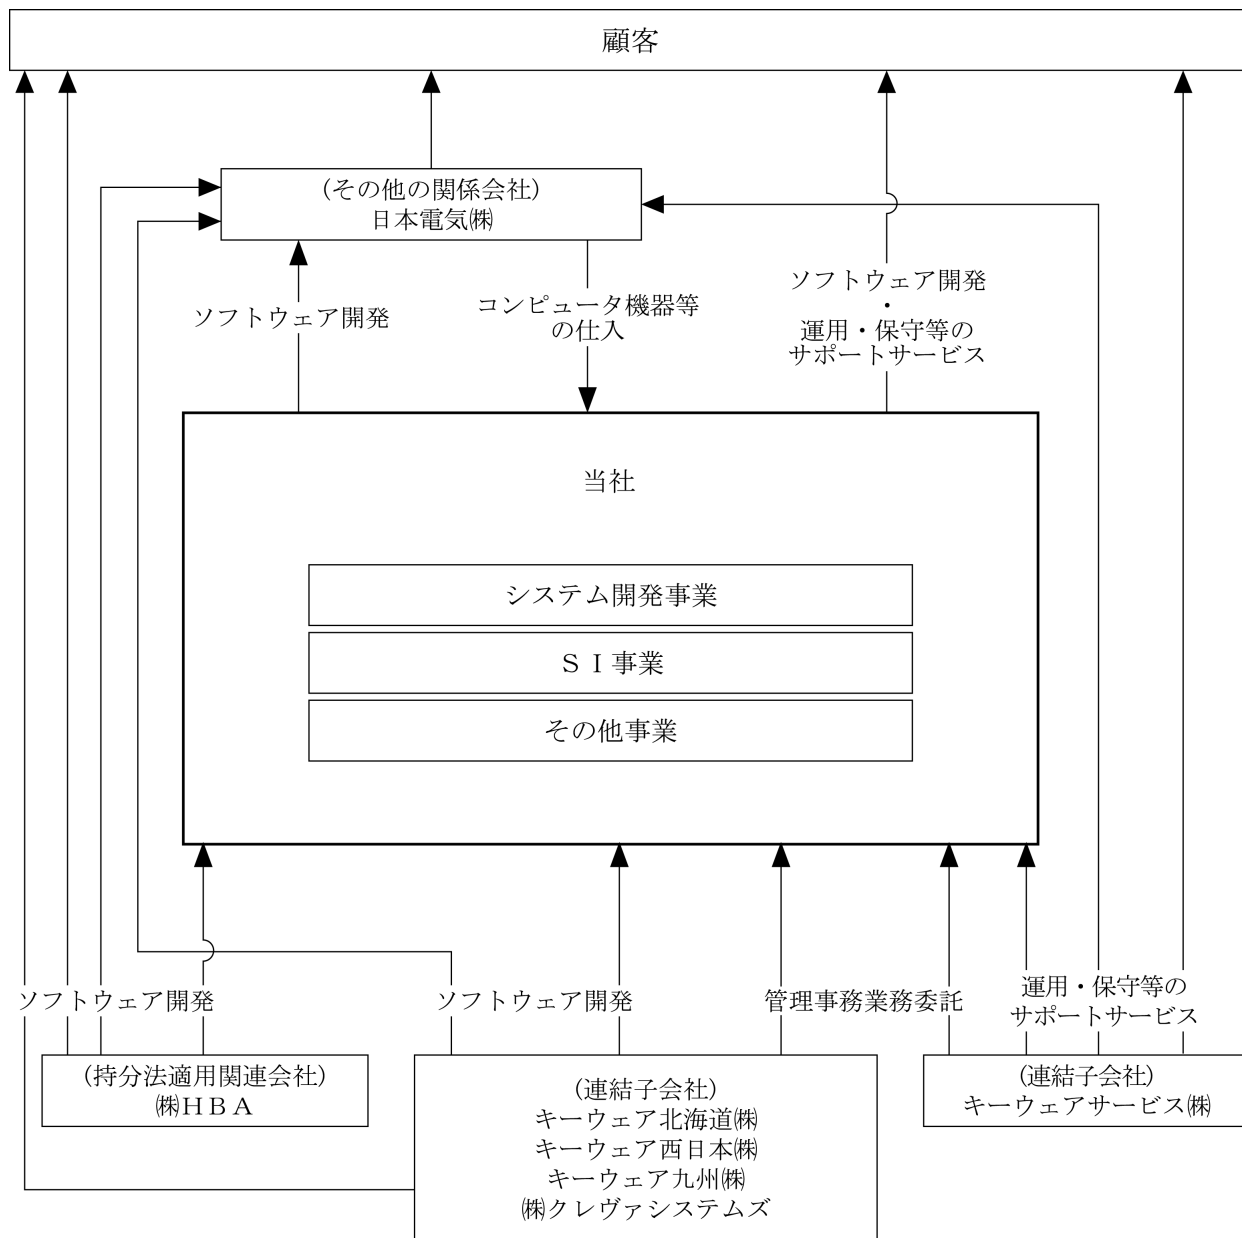 顧客
(その他の関係会社)
日本電気㈱
ソフトウェア開発
コンピュータ機器等
の仕入
ソフトウェア開発
・
運用・保守等の
サポートサービス
当社
システム開発事業
ＳＩ事業
その他事業
ソフトウェア開発
ソフトウェア開発
管理事務業務委託
運用・保守等の
サポートサービス
(持分法適用関連会社)
㈱ＨＢＡ
(連結子会社)
キーウェア北海道㈱
キーウェア西日本㈱
キーウェア九州㈱
㈱クレヴァシステムズ
(連結子会社)
キーウェアサービス㈱